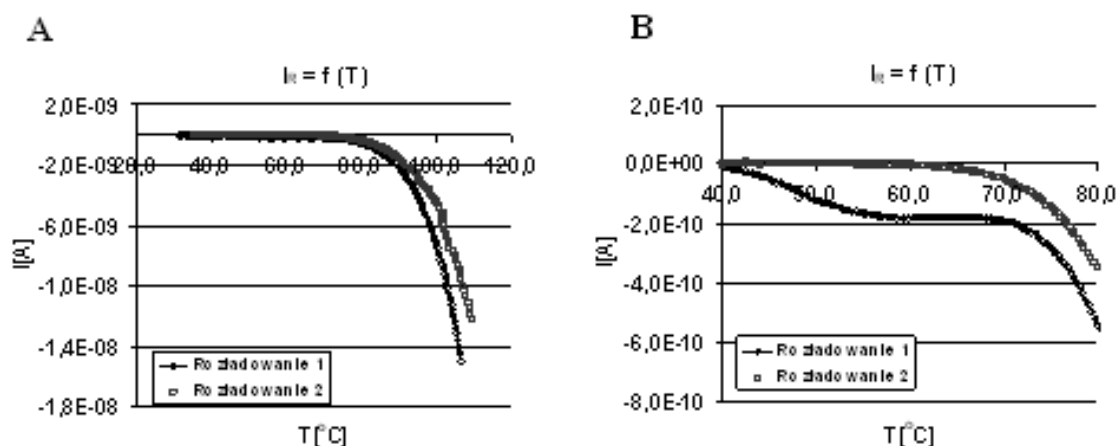 A
I_R = f (T)
2,0E-09
-2,0E-09
-6,0E-09
-1,0E-08
-1,4E-08
-1,8E-08
20,0 40,0 60,0 80,0 100,0 120,0
I[A]
Rozładowanie 1
Rozładowanie 2
T [°C]
B
I_R = f (T)
2,0E-10
0,0E+00
-2,0E-10
-4,0E-10
-6,0E-10
-8,0E-10
40,0 50,0 60,0 70,0 80,0
I[A]
Rozładowanie 1
Rozładowanie 2
T [°C]